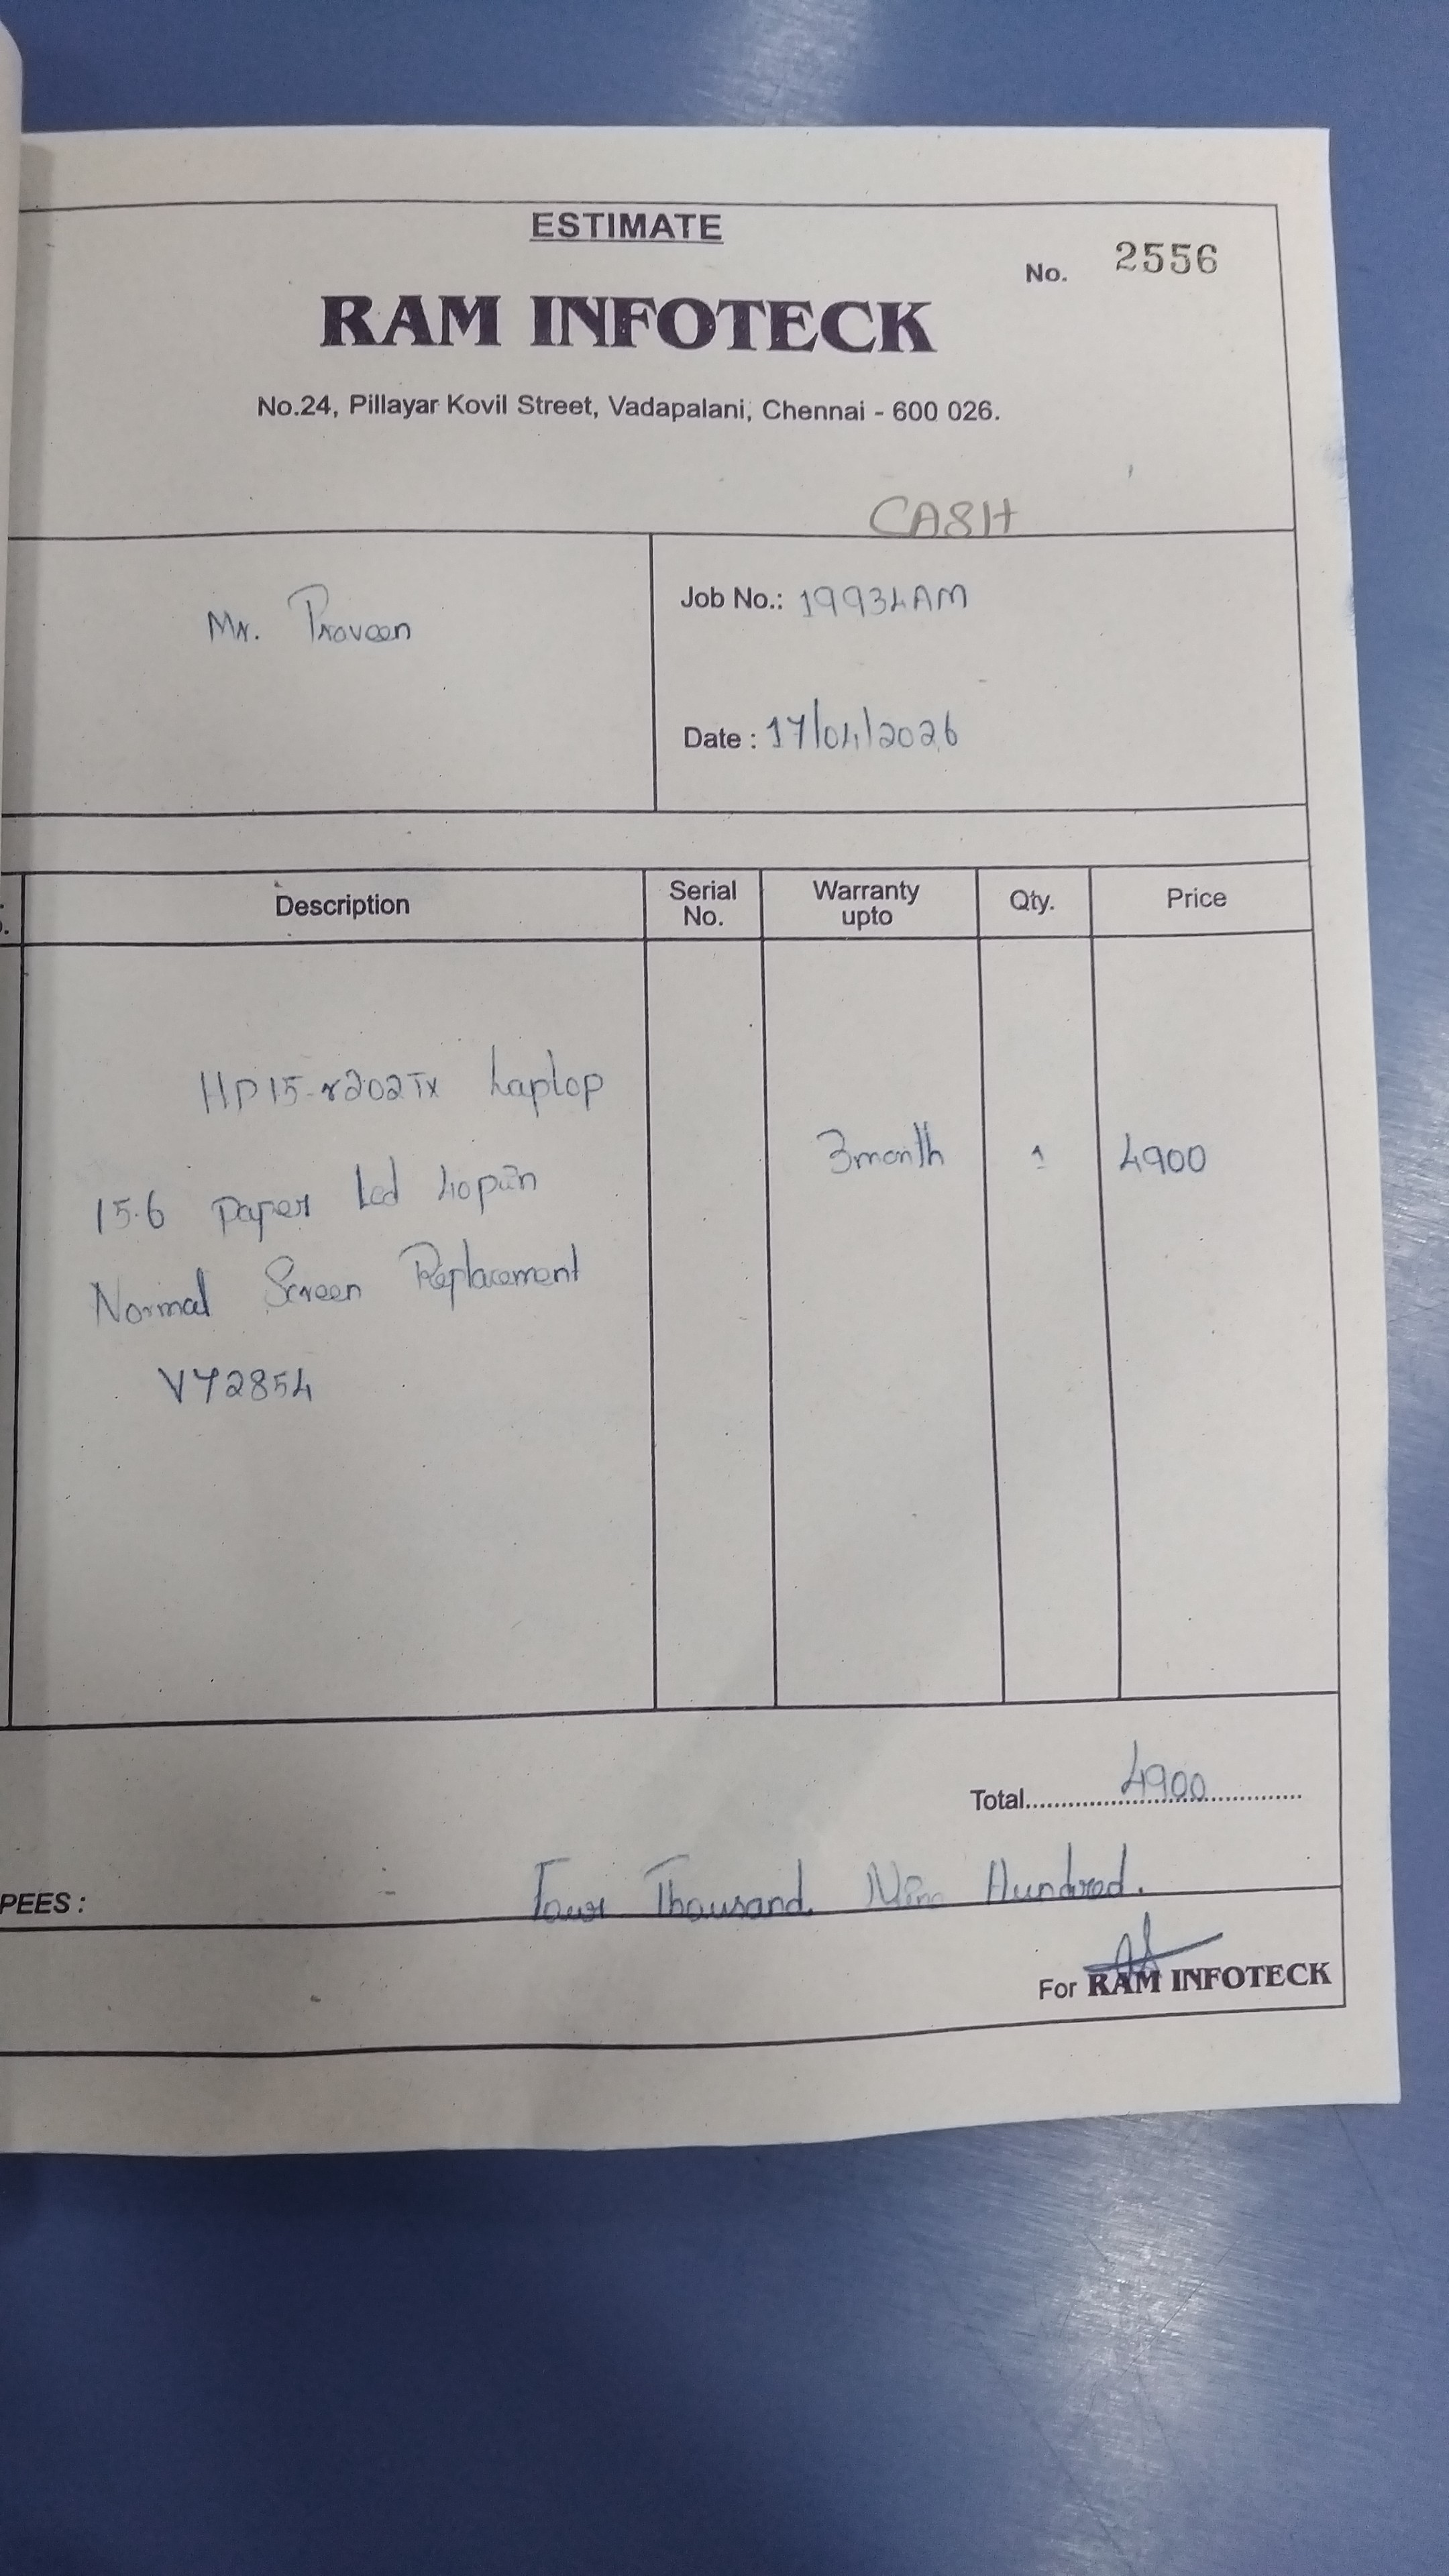 ESTIMATE
No. 2556
RAM INFOTECK
No.24, Pillayar Kovil Street, Vadapalani, Chennai - 600 026.
CASH
Mr. Praveen
Job No.: 19934AM
Date : 17/04/2026
Description Serial No. Warranty upto Qty. Price
HP15-r202Tx Laptop
3month 1 4900
15.6 Paper Led 40pin
Normal Screen Replacement
VY2854
Total 4900
PEES : Four Thousand Nine Hundred.
For RAM INFOTECK